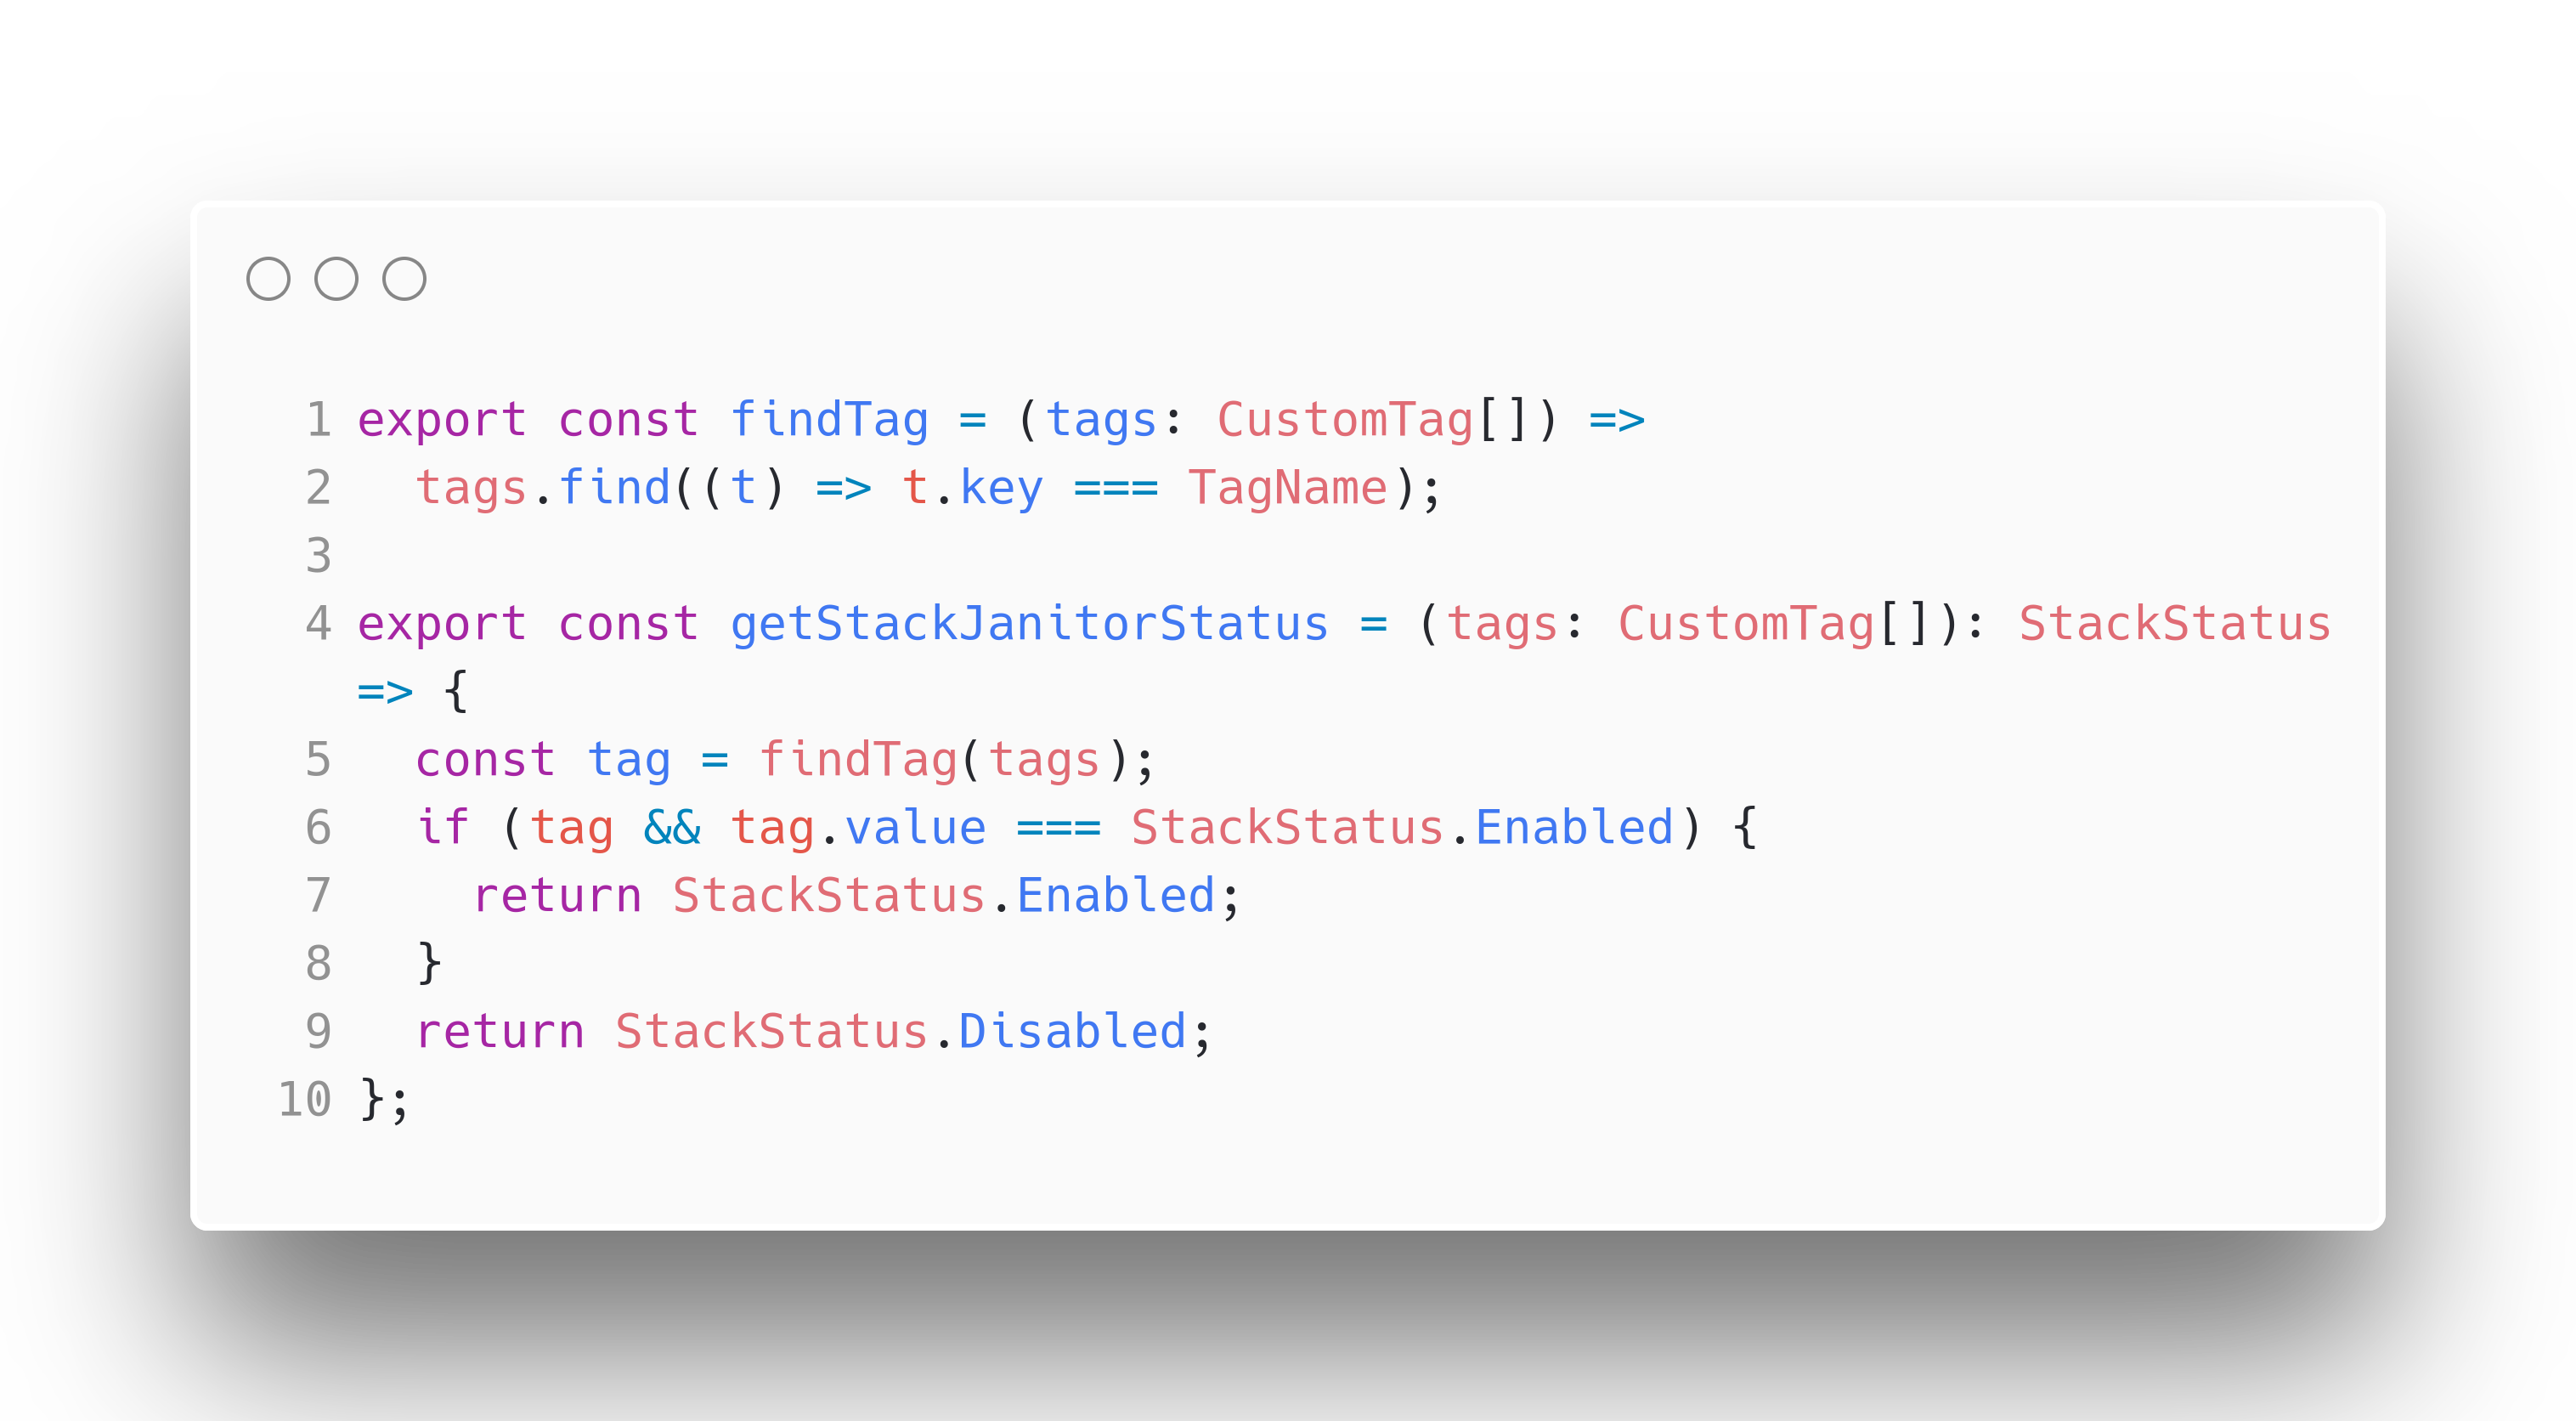 1 export const findTag = (tags: CustomTag[]) =>
2   tags.find((t) => t.key === TagName);
3
4 export const getStackJanitorStatus = (tags: CustomTag[]): StackStatus
=> {
5   const tag = findTag(tags);
6   if (tag && tag.value === StackStatus.Enabled) {
7     return StackStatus.Enabled;
8   }
9   return StackStatus.Disabled;
10 };